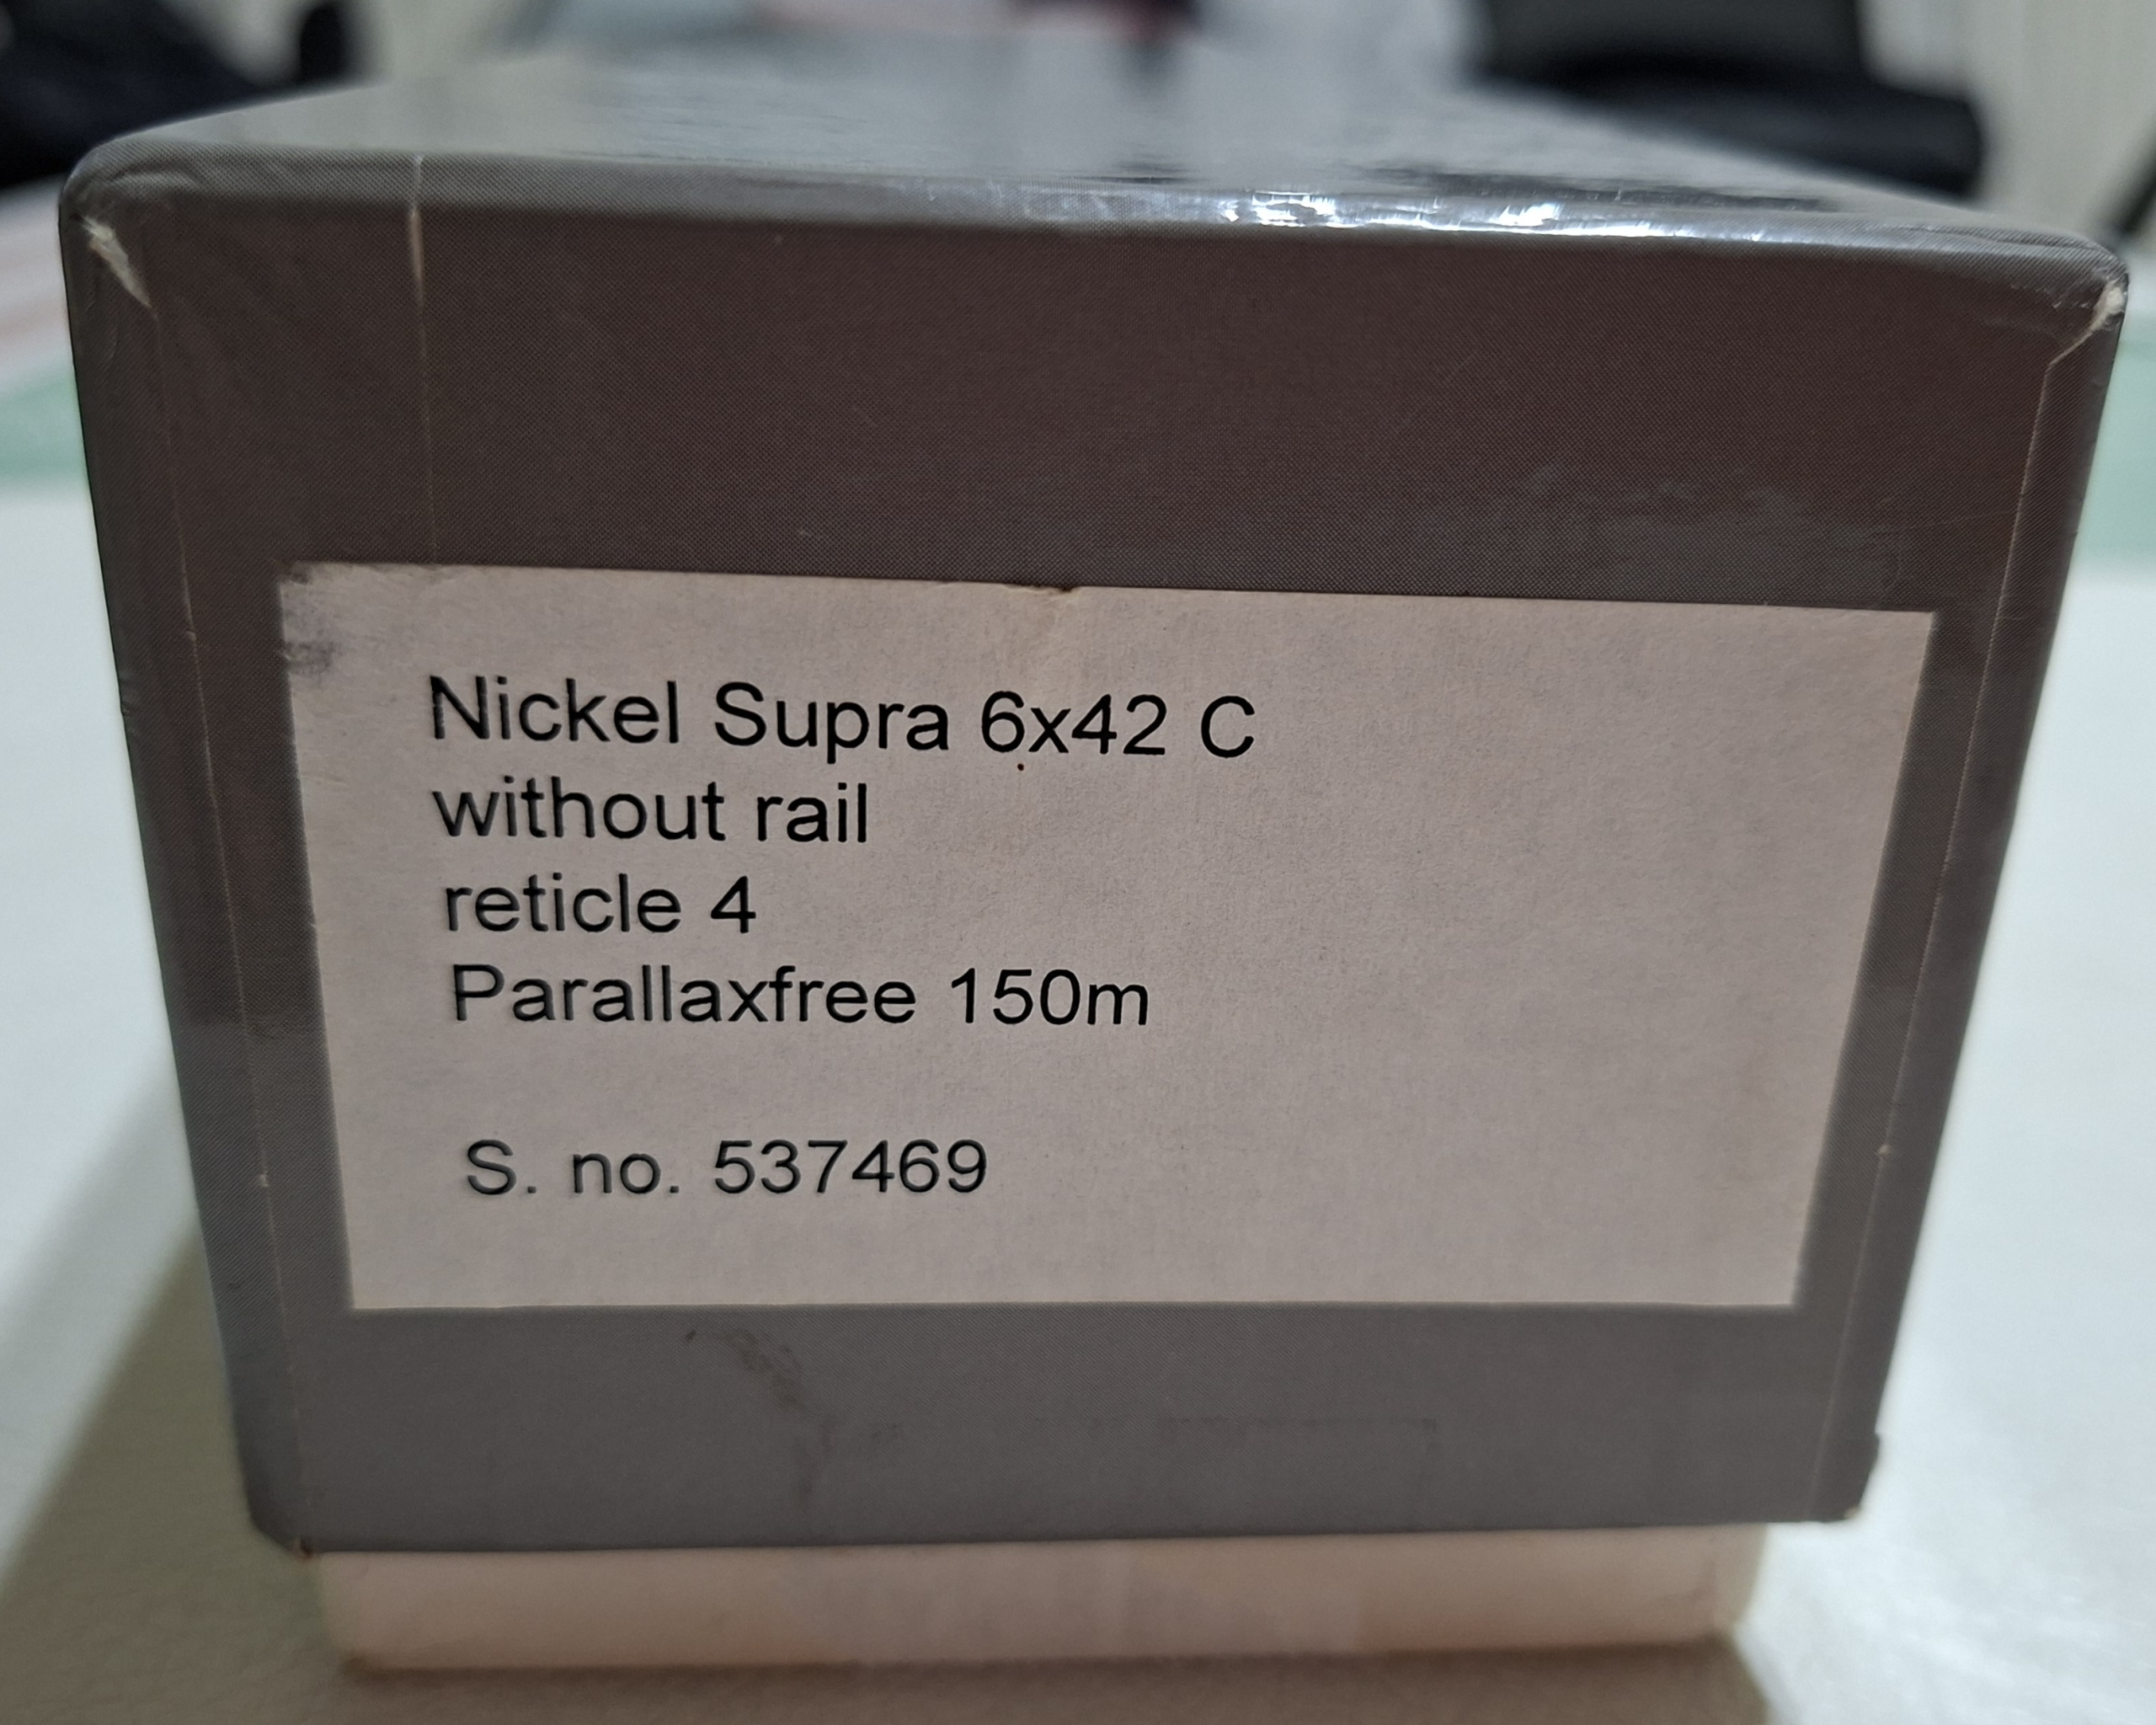 Nickel Supra 6x42 C
without rail
reticle 4
Parallaxfree 150m
S. no. 537469